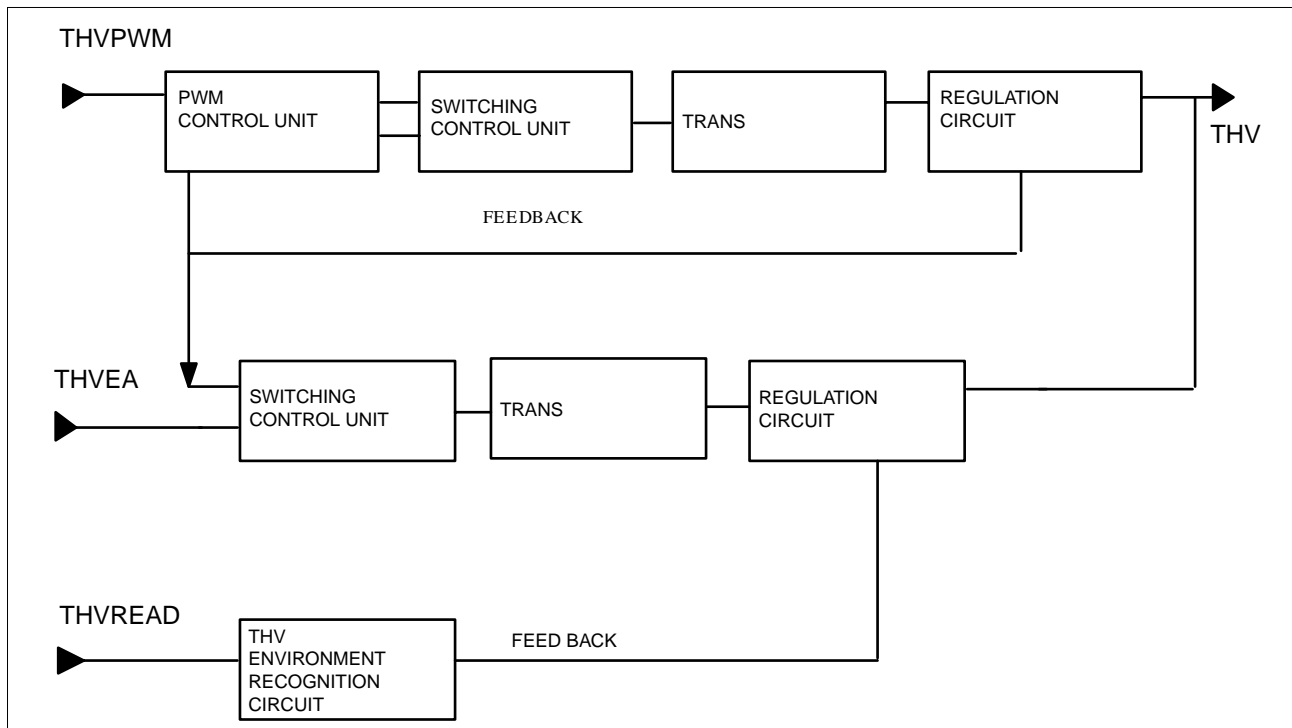 THVPWM
PWM
CONTROL UNIT
SWITCHING
CONTROL UNIT
TRANS
REGULATION
CIRCUIT
THV
FEEDBACK
THVEA
SWITCHING
CONTROL UNIT
TRANS
REGULATION
CIRCUIT
THVREAD
THV
ENVIRONMENT
RECOGNITION
CIRCUIT
FEED BACK